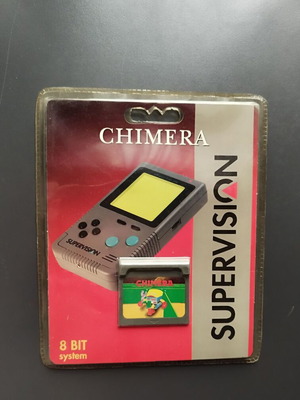 CHIMERA
SUPERVISION
SUPERVISION
CHIMERA
8 BIT
system